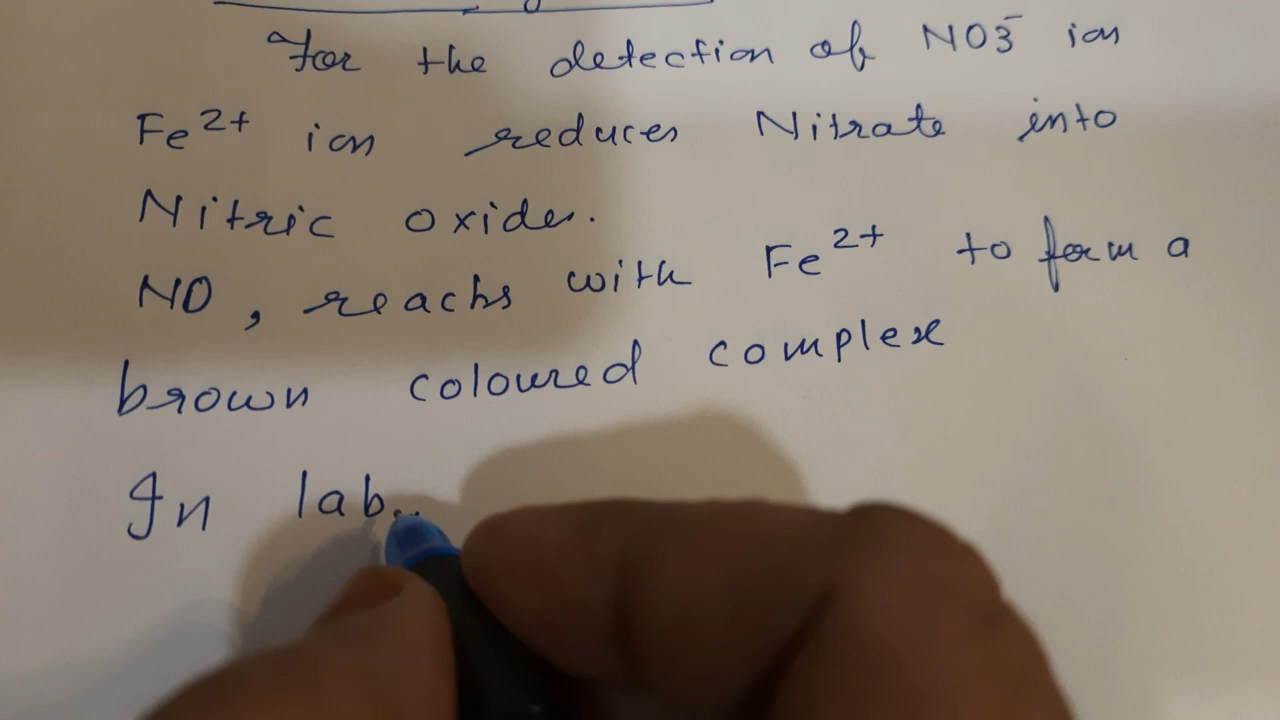 For the detection of NO3⁻ ion
Fe²⁺ ion reduces Nitrate into
Nitric oxide.
NO, reacts with Fe²⁺ to form a
brown coloured complex
In lab